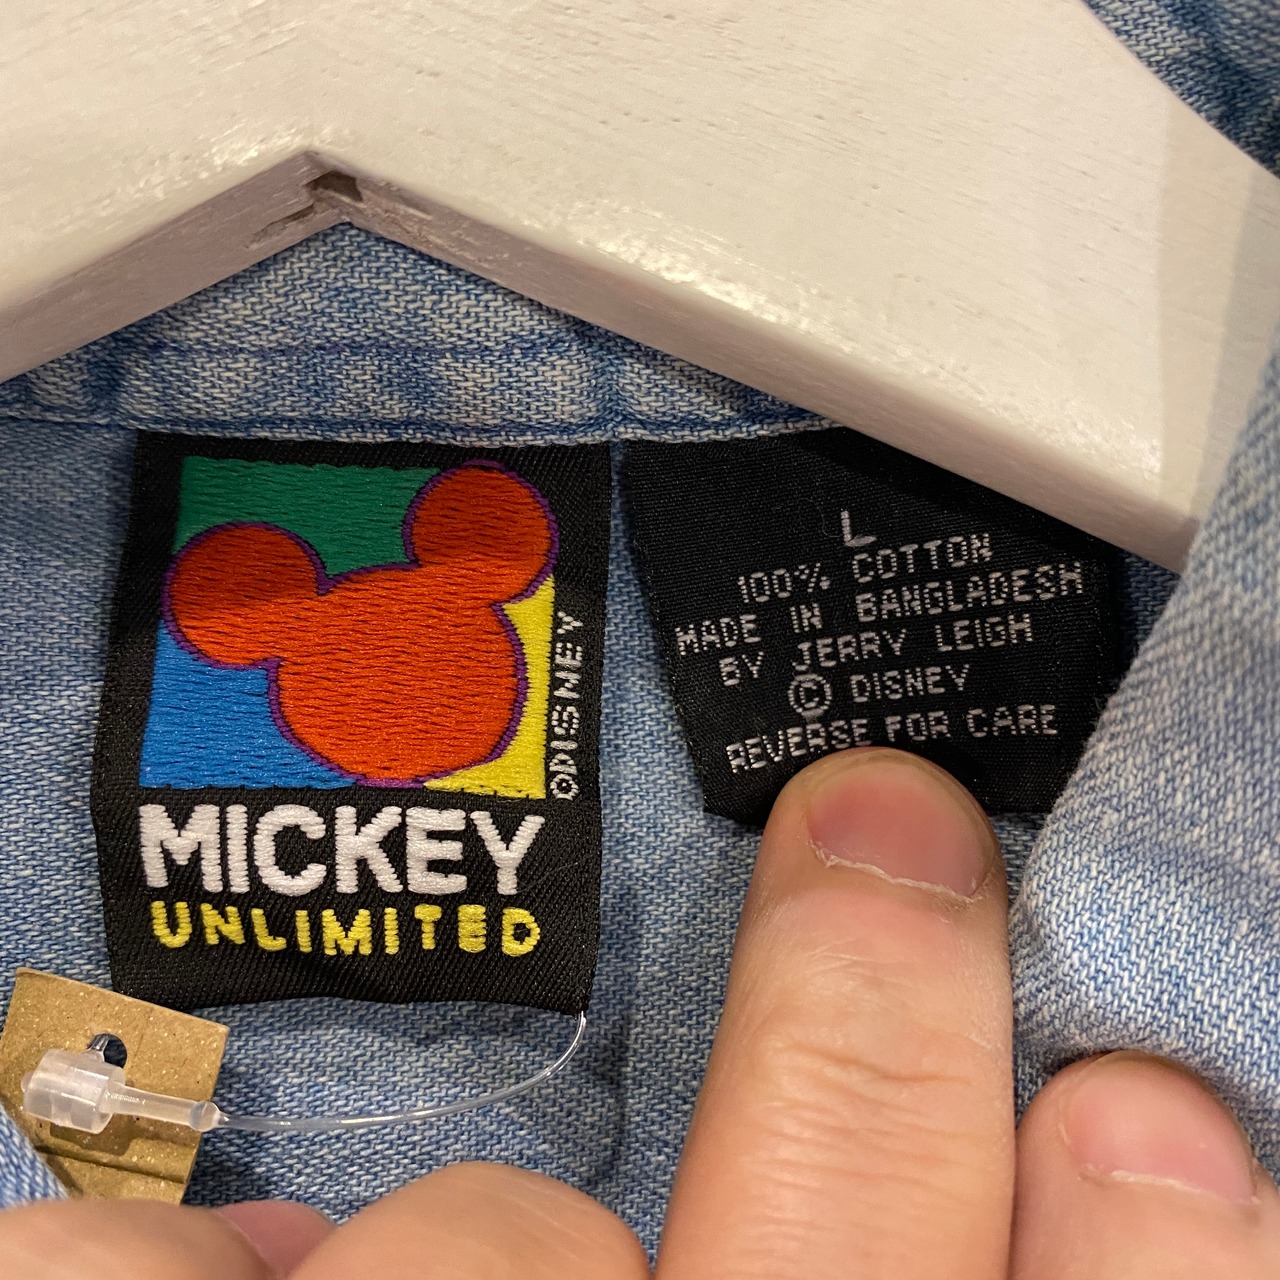 ©DISNEY
MICKEY
UNLIMITED
L
100% COTTON
MADE IN BANGLADESH
BY JERRY LEIGH
© DISNEY
REVERSE FOR CARE